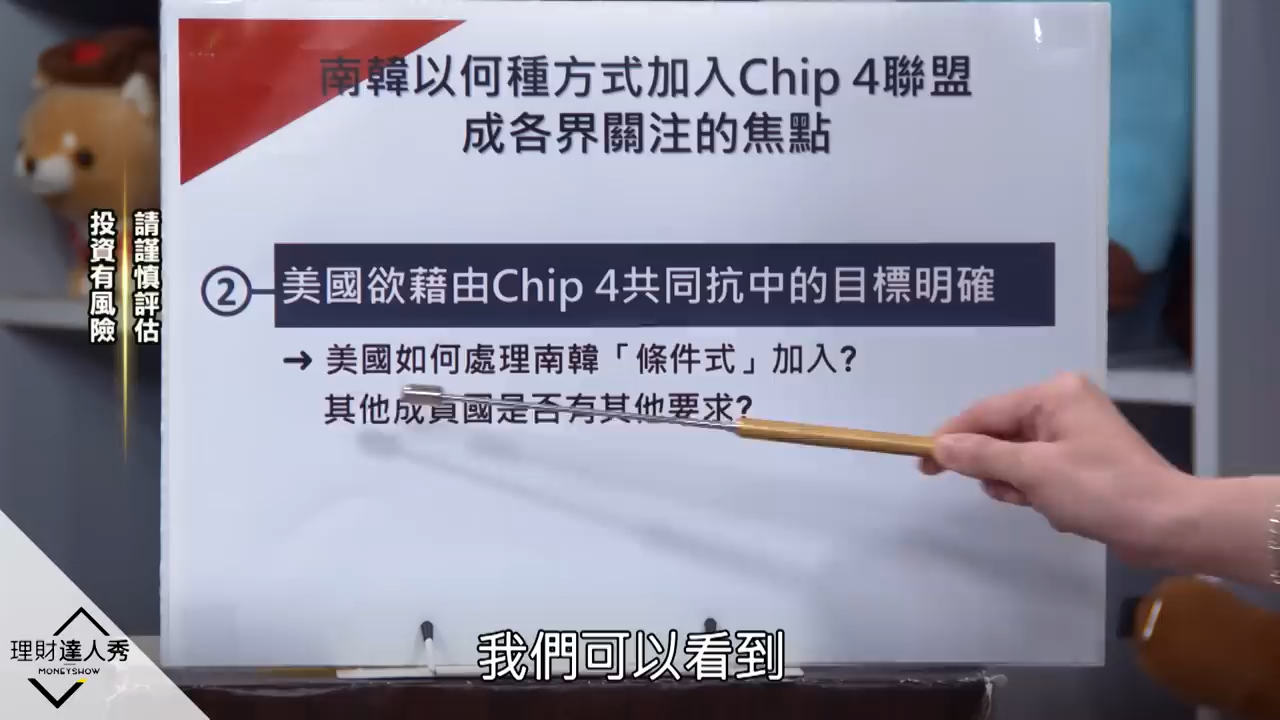 南韓以何種方式加入Chip 4聯盟
成各界關注的焦點
② 美國欲藉由Chip 4共同抗中的目標明確
→ 美國如何處理南韓「條件式」加入?
其他成員國是否有其他要求?
請謹慎評估
投資有風險
理財達人秀
MONEYSHOW
我們可以看到